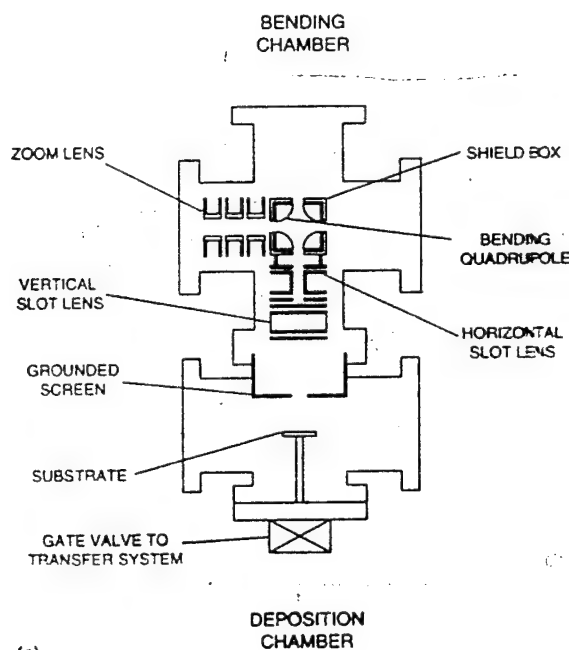 BENDING
CHAMBER
ZOOM LENS
SHIELD BOX
BENDING
QUADRUPOLE
VERTICAL
SLOT LENS
HORIZONTAL
SLOT LENS
GROUNDED
SCREEN
SUBSTRATE
GATE VALVE TO
TRANSFER SYSTEM
DEPOSITION
CHAMBER